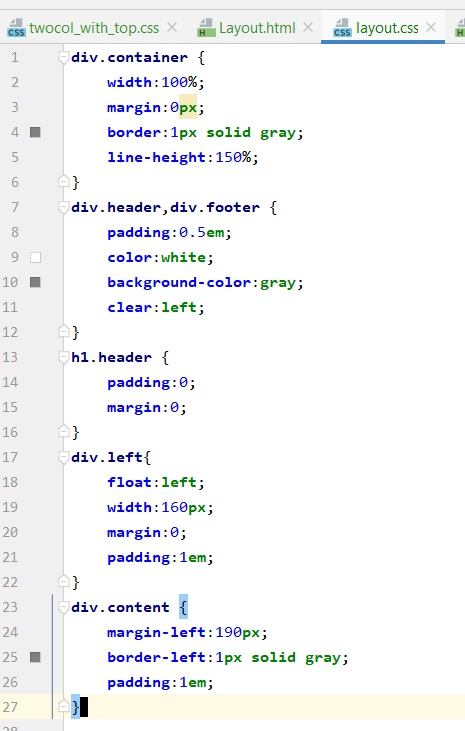 twocol_with_top.css Layout.html layout.css
1 div.container {
2 width:100%;
3 margin:0px;
4 border:1px solid gray;
5 line-height:150%;
6 }
7 div.header,div.footer {
8 padding:0.5em;
9 color:white;
10 background-color:gray;
11 clear:left;
12 }
13 h1.header {
14 padding:0;
15 margin:0;
16 }
17 div.left{
18 float:left;
19 width:160px;
20 margin:0;
21 padding:1em;
22 }
23 div.content {
24 margin-left:190px;
25 border-left:1px solid gray;
26 padding:1em;
27 }